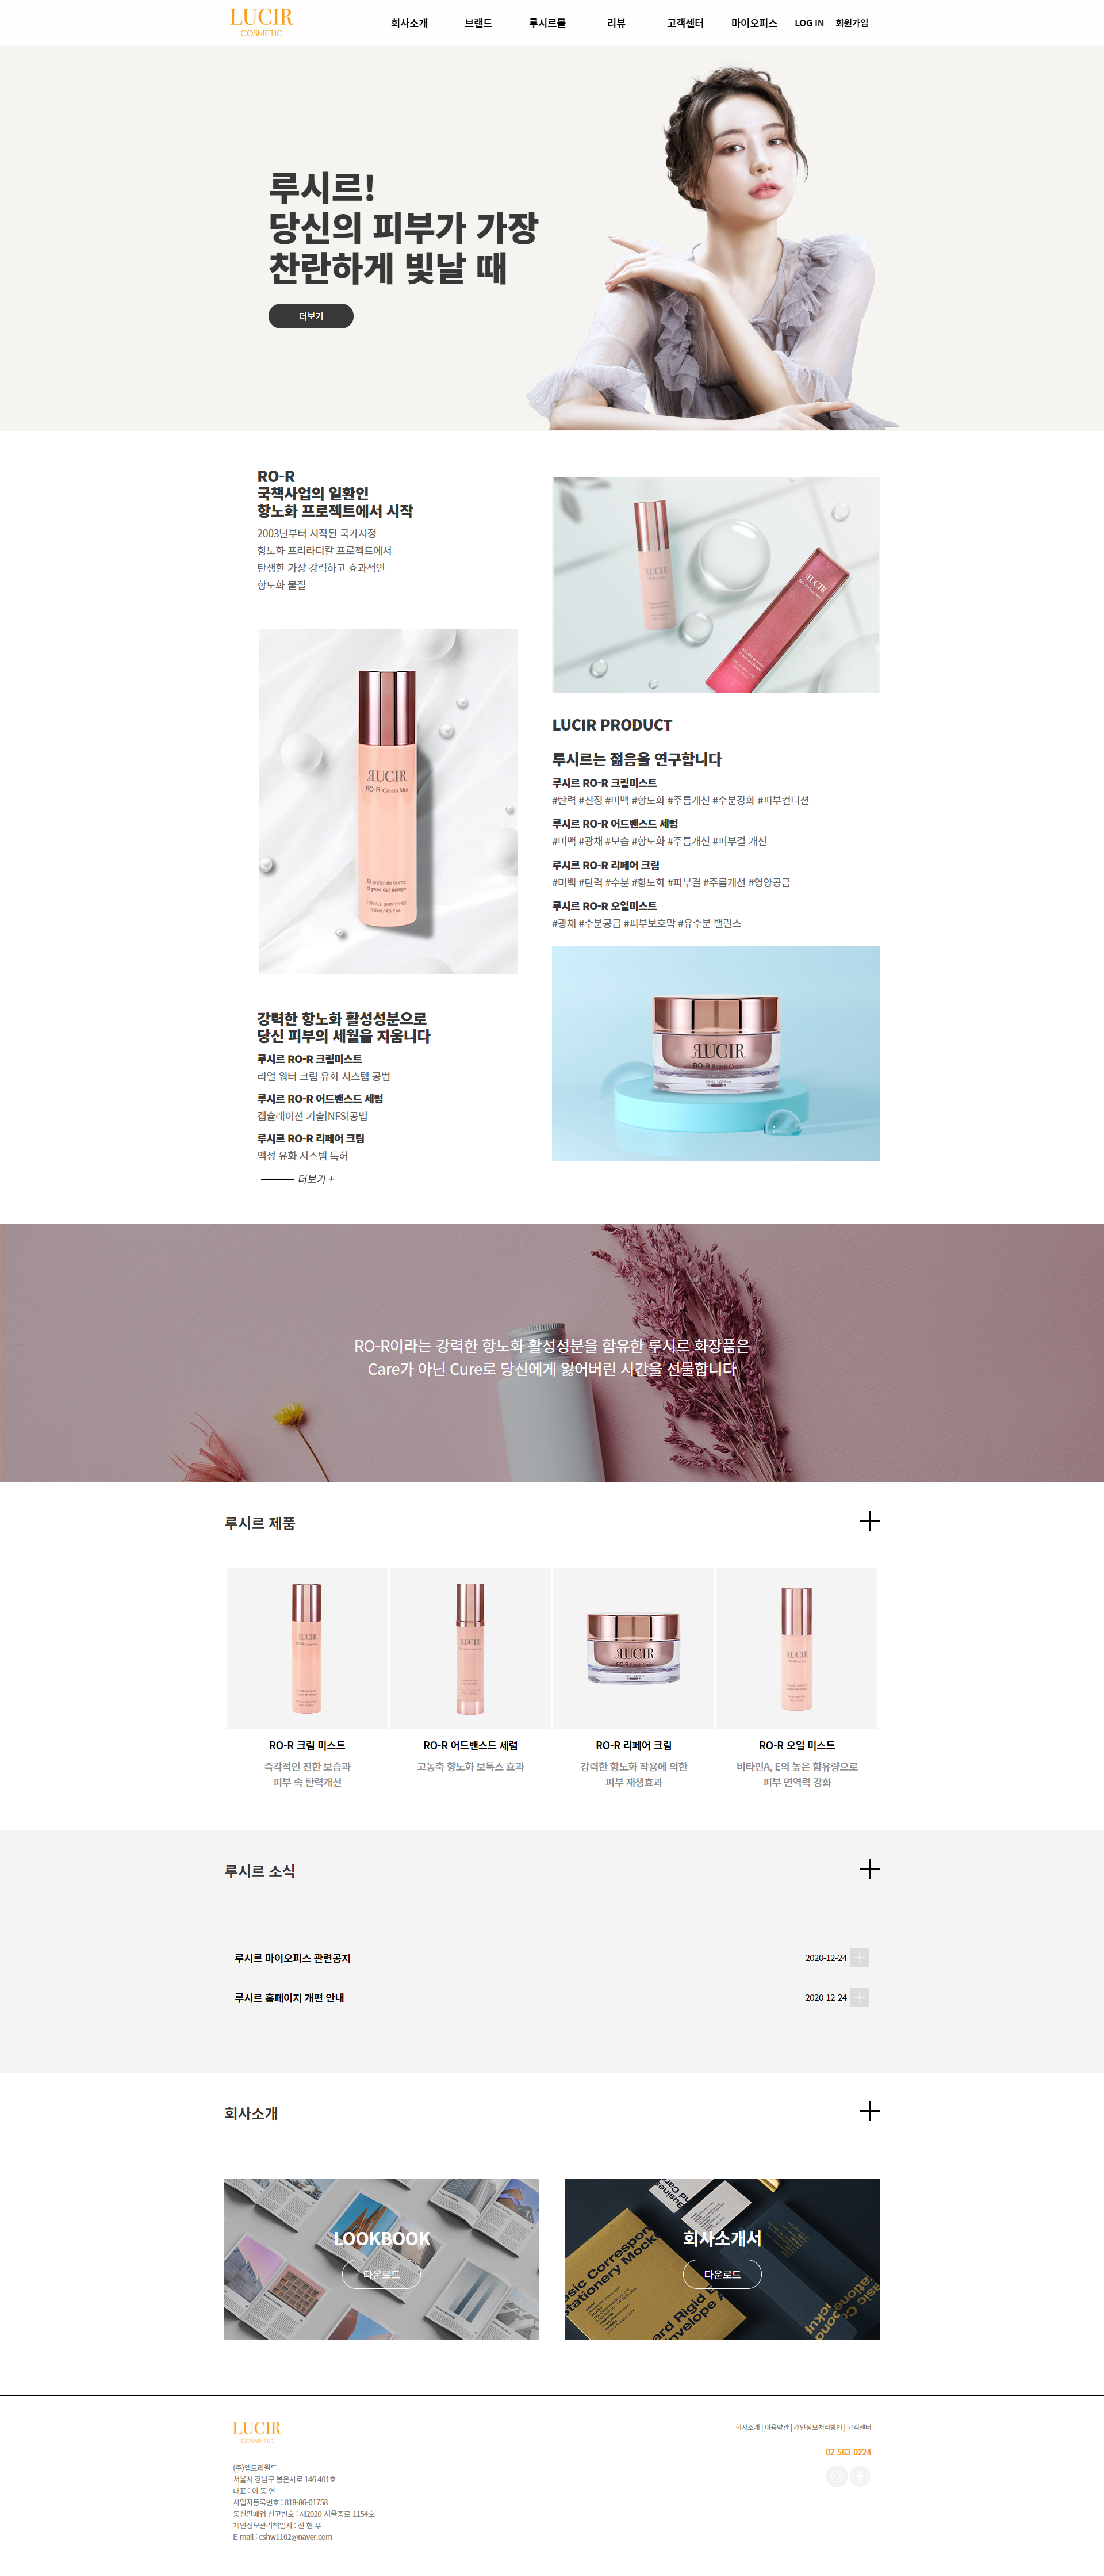 LUCIR
COSMETIC
회사소개 브랜드 루시르몰 리뷰 고객센터 마이오피스 LOG IN 회원가입
루시르!
당신의 피부가 가장
찬란하게 빛날 때
더보기
RO-R
국책사업의 일환인
항노화 프로젝트에서 시작
2003년부터 시작된 국가지정
항노화 프리라디칼 프로젝트에서
탄생한 가장 강력하고 효과적인
항노화 물질
LUCIR
LUCIR
LUCIR
RO-R Cream Mist
El poder de borrar
el paso del tiempo
FOR ALL SKIN TYPES
LUCIR PRODUCT
루시르는 젊음을 연구합니다
루시르 RO-R 크림미스트
#탄력 #진정 #미백 #항노화 #주름개선 #수분강화 #피부컨디션
루시르 RO-R 어드밴스드 세럼
#미백 #광채 #보습 #항노화 #주름개선 #피부결 개선
루시르 RO-R 리페어 크림
#미백 #탄력 #수분 #항노화 #피부결 #주름개선 #영양공급
루시르 RO-R 오일미스트
#광채 #수분공급 #피부보호막 #유수분 밸런스
LUCIR
RO-R Repair Cream
강력한 항노화 활성성분으로
당신 피부의 세월을 지웁니다
루시르 RO-R 크림미스트
리얼 워터 크림 유화 시스템 공법
루시르 RO-R 어드밴스드 세럼
캡슐레이션 기술[NFS]공법
루시르 RO-R 리페어 크림
액정 유화 시스템 특허
더보기 +
RO-R이라는 강력한 항노화 활성성분을 함유한 루시르 화장품은
Care가 아닌 Cure로 당신에게 잃어버린 시간을 선물합니다
루시르 제품
LUCIR
LUCIR
LUCIR
LUCIR
RO-R 크림 미스트
즉각적인 진한 보습과
피부 속 탄력개선
RO-R 어드밴스드 세럼
고농축 항노화 보톡스 효과
RO-R 리페어 크림
강력한 항노화 작용에 의한
피부 재생효과
RO-R 오일 미스트
비타민A, E의 높은 함유량으로
피부 면역력 강화
루시르 소식
루시르 마이오피스 관련공지 2020-12-24
루시르 홈페이지 개편 안내 2020-12-24
회사소개
LOOKBOOK
다운로드
회사소개서
다운로드
LUCIR
COSMETIC
회사소개 | 이용약관 | 개인정보처리방법 | 고객센터
02-563-0224
(주)엠트리월드
서울시 강남구 봉은사로 146 401호
대표 : 이 동 연
사업자등록번호 : 818-86-01758
통신판매업 신고번호 : 제2020-서울종로-1154호
개인정보관리책임자 : 신 현 우
E-mail : cshw1102@naver.com